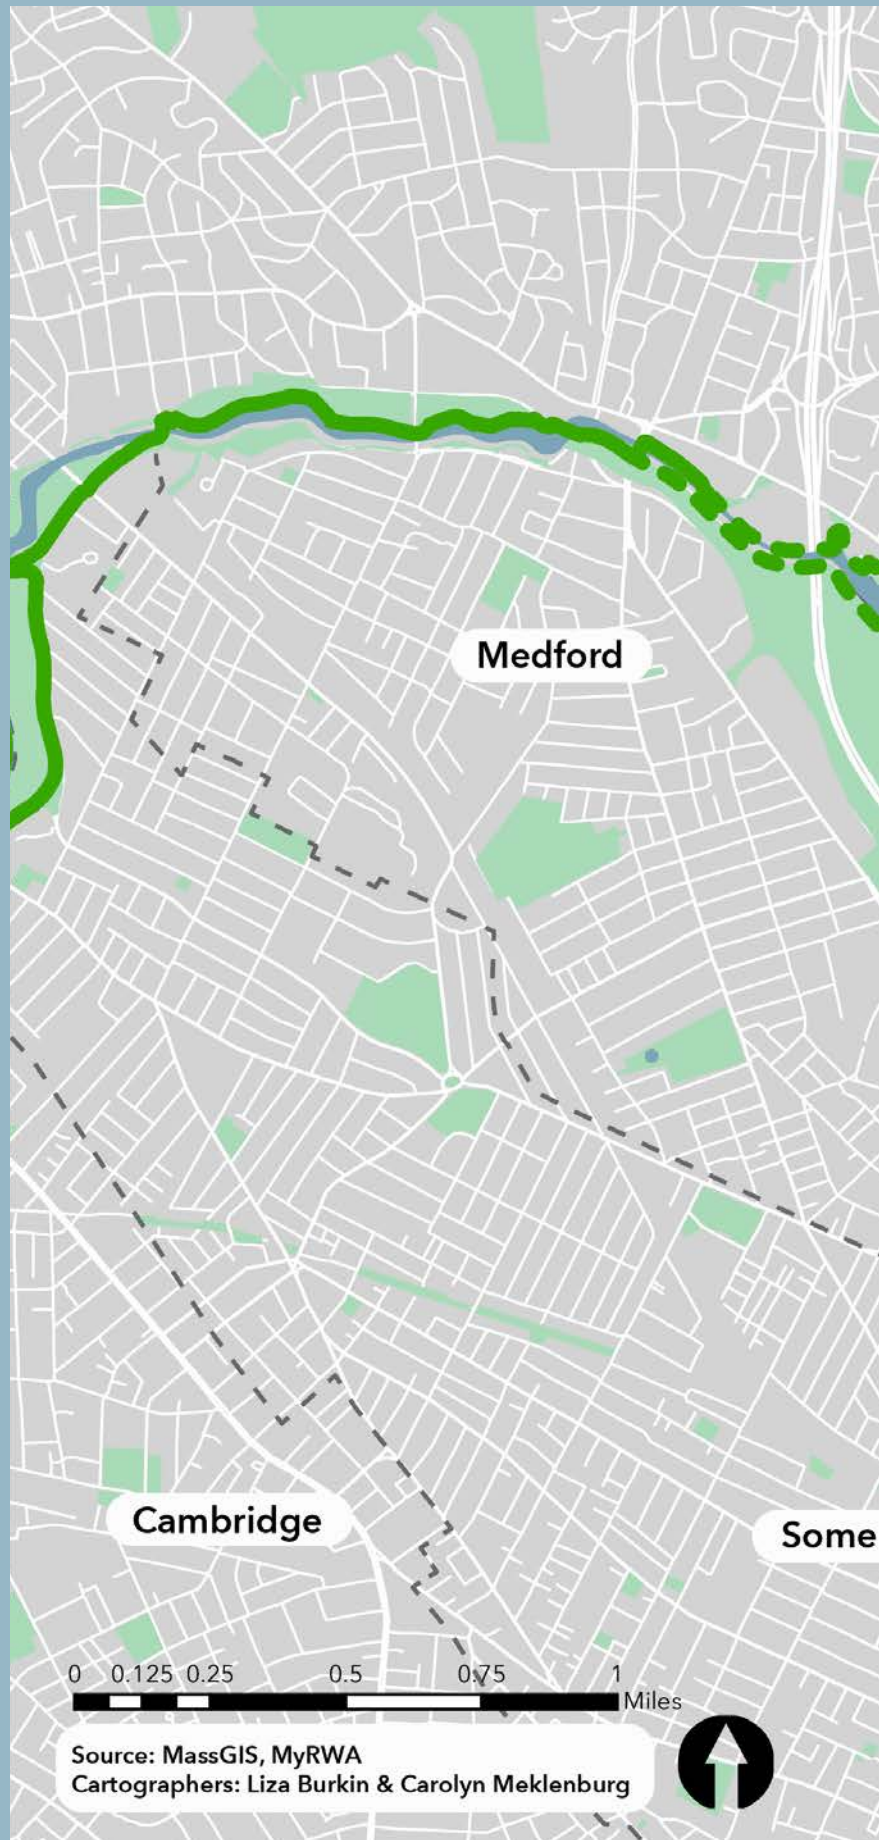 Medford
Cambridge
Some
0 0.125 0.25 0.5 0.75 1
Miles
Source: MassGIS, MyRWA
Cartographers: Liza Burkin & Carolyn Meklenburg